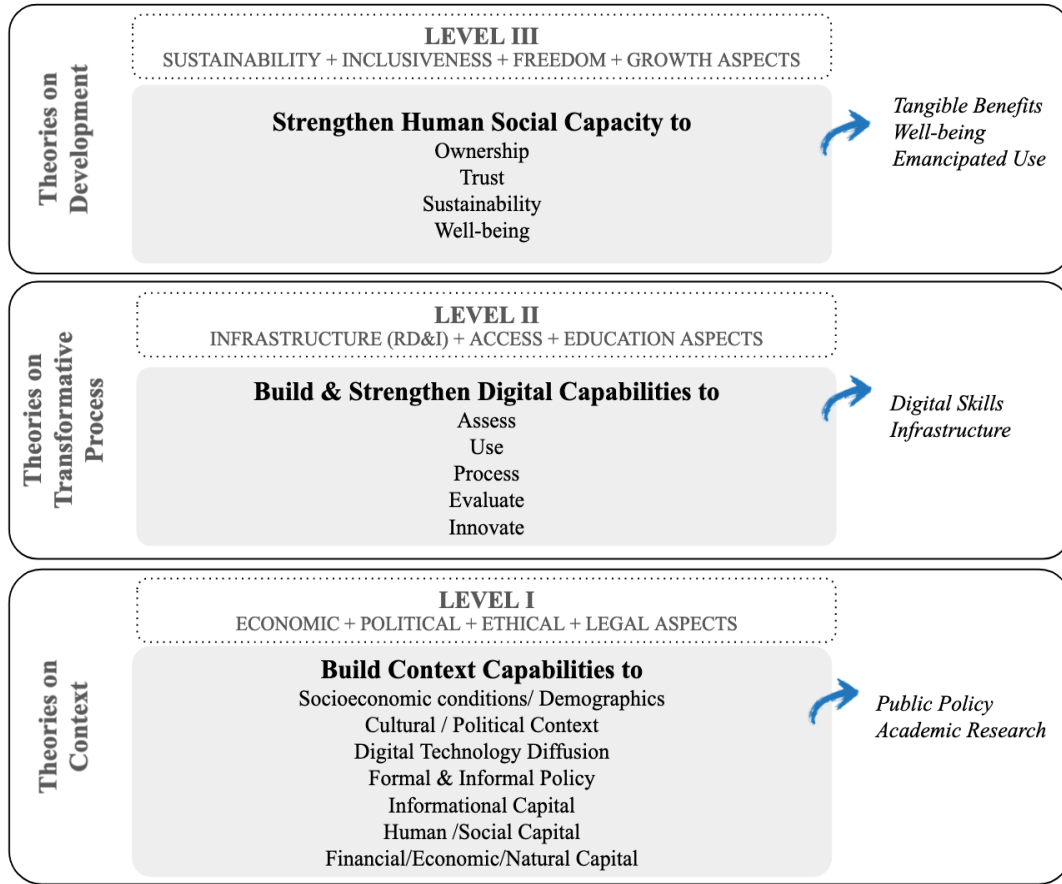 Theories on
Development
LEVEL III
SUSTAINABILITY + INCLUSIVENESS + FREEDOM + GROWTH ASPECTS
Strengthen Human Social Capacity to
Ownership
Trust
Sustainability
Well-being
Tangible Benefits
Well-being
Emancipated Use
Theories on
Transformative
Process
LEVEL II
INFRASTRUCTURE (RD&I) + ACCESS + EDUCATION ASPECTS
Build & Strengthen Digital Capabilities to
Assess
Use
Process
Evaluate
Innovate
Digital Skills
Infrastructure
Theories on
Context
LEVEL I
ECONOMIC + POLITICAL + ETHICAL + LEGAL ASPECTS
Build Context Capabilities to
Socioeconomic conditions/ Demographics
Cultural / Political Context
Digital Technology Diffusion
Formal & Informal Policy
Informational Capital
Human /Social Capital
Financial/Economic/Natural Capital
Public Policy
Academic Research